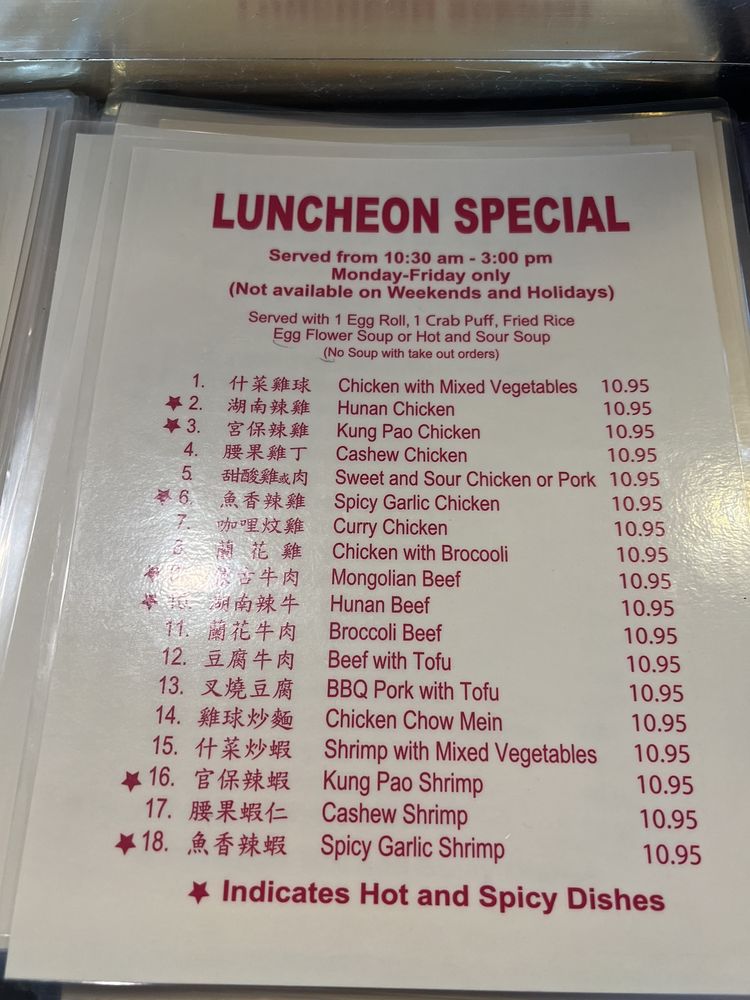 LUNCHEON SPECIAL
Served from 10:30 am - 3:00 pm
Monday-Friday only
(Not available on Weekends and Holidays)
Served with 1 Egg Roll, 1 Crab Puff, Fried Rice
Egg Flower Soup or Hot and Sour Soup
(No Soup with take out orders)
1. 什菜雞球 Chicken with Mixed Vegetables 10.95
★ 2. 湖南辣雞 Hunan Chicken 10.95
★ 3. 宮保辣雞 Kung Pao Chicken 10.95
4. 腰果雞丁 Cashew Chicken 10.95
5. 甜酸雞或肉 Sweet and Sour Chicken or Pork 10.95
★ 6. 魚香辣雞 Spicy Garlic Chicken 10.95
7. 咖哩炆雞 Curry Chicken 10.95
8. 蘭花雞 Chicken with Brocooli 10.95
★ 9. 古牛肉 Mongolian Beef 10.95
★ 10. 湖南辣牛 Hunan Beef 10.95
11. 蘭花牛肉 Broccoli Beef 10.95
12. 豆腐牛肉 Beef with Tofu 10.95
13. 叉燒豆腐 BBQ Pork with Tofu 10.95
14. 雞球炒麵 Chicken Chow Mein 10.95
15. 什菜炒蝦 Shrimp with Mixed Vegetables 10.95
★ 16. 宮保辣蝦 Kung Pao Shrimp 10.95
17. 腰果蝦仁 Cashew Shrimp 10.95
★ 18. 魚香辣蝦 Spicy Garlic Shrimp 10.95
★ Indicates Hot and Spicy Dishes